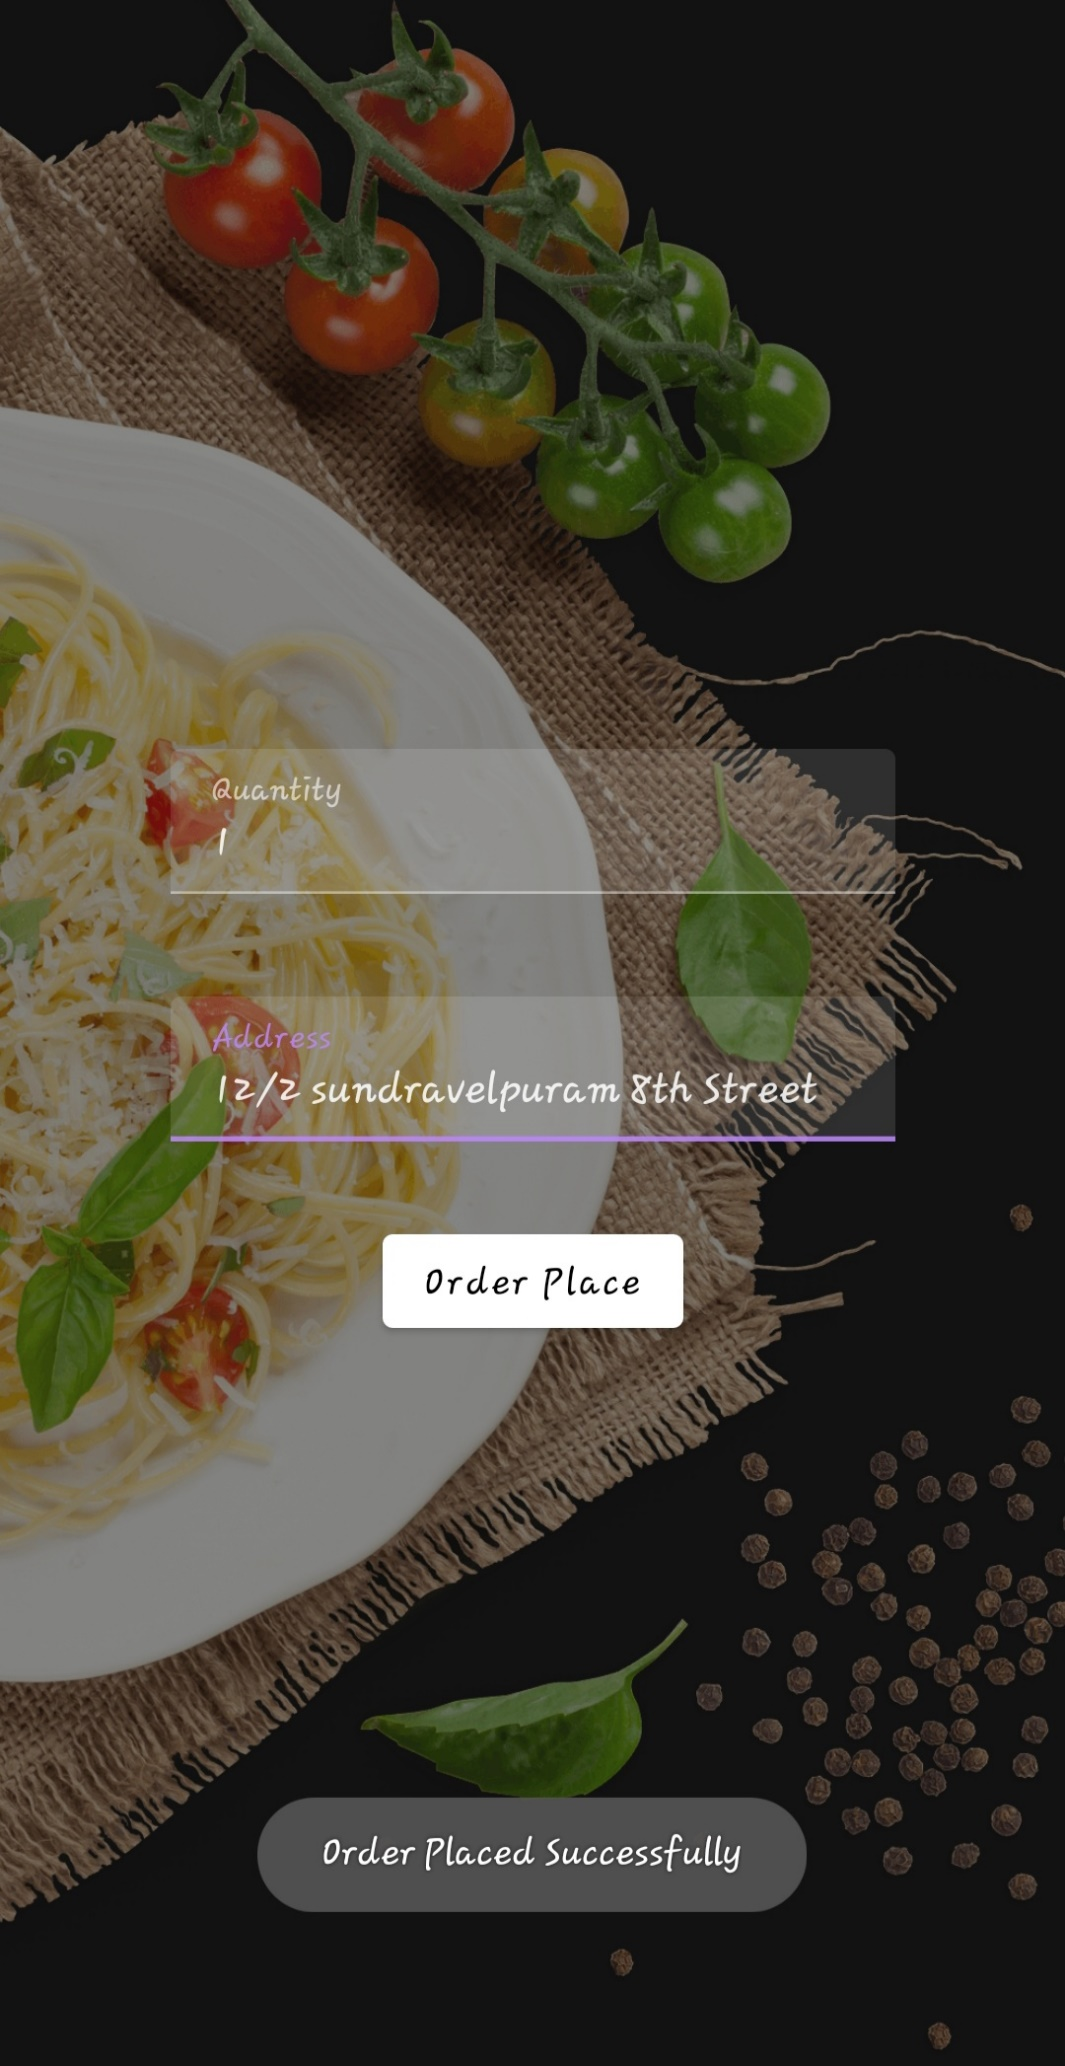 Quantity
1
Address
12/2 sundravelpuram 8th Street
Order Place
Order Placed Successfully